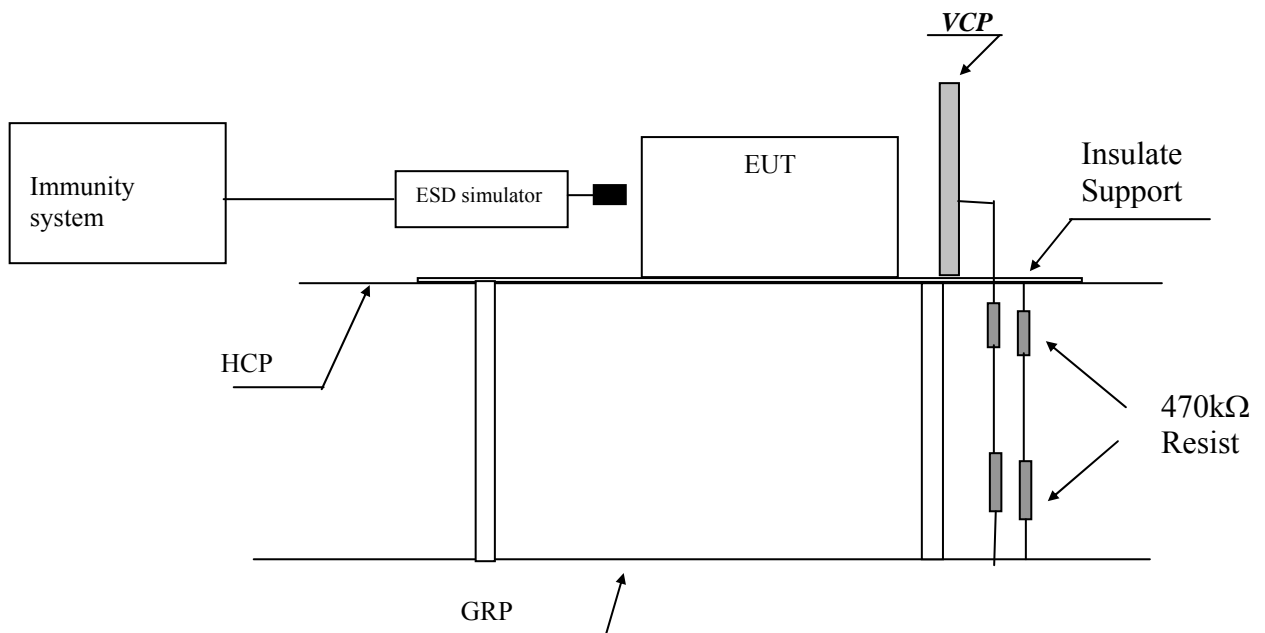 VCP
Immunity
system
ESD simulator
EUT
Insulate
Support
HCP
470kΩ
Resist
GRP